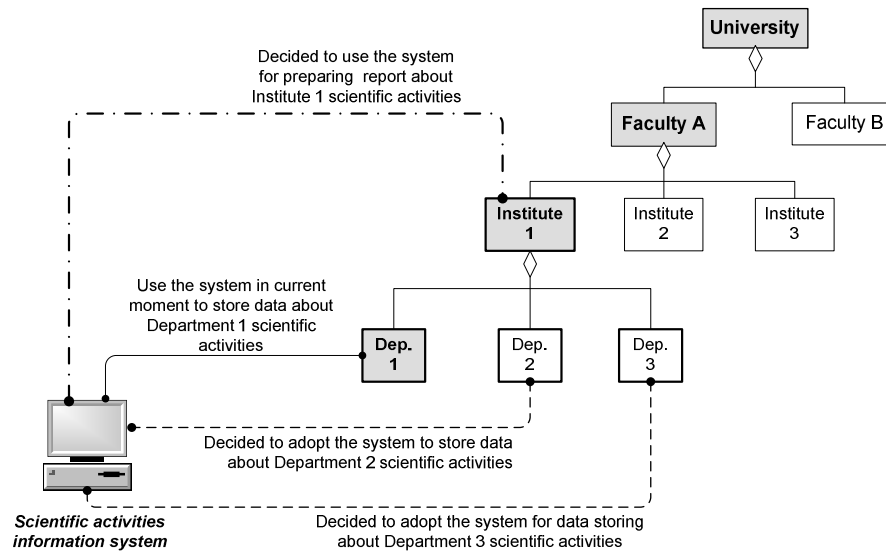 University
Decided to use the system
for preparing report about
Institute 1 scientific activities
Faculty A
Faculty B
Institute
1
Institute
2
Institute
3
Use the system in current
moment to store data about
Department 1 scientific
activities
Dep.
1
Dep.
2
Dep.
3
Decided to adopt the system to store data
about Department 2 scientific activities
Scientific activities
information system
Decided to adopt the system for data storing
about Department 3 scientific activities